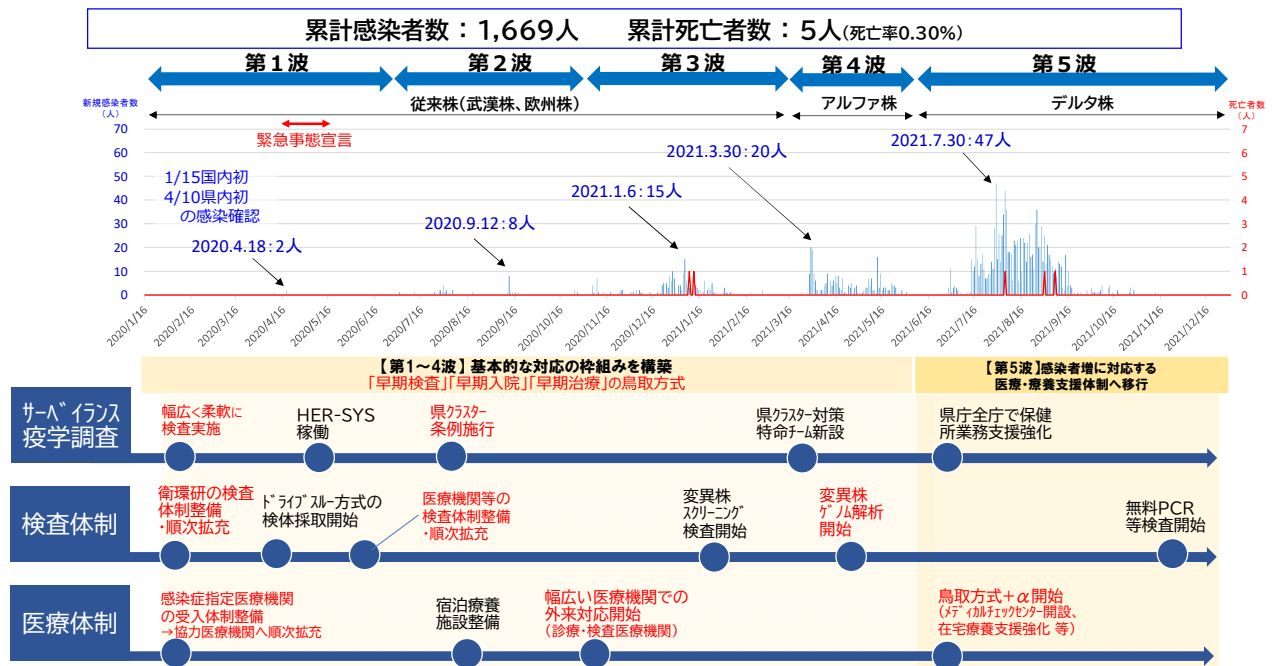 累計感染者数：1,669人　累計死亡者数：5人(死亡率0.30%)
第1波
第2波
第3波
第4波
第5波
新規感染者数
（人）
従来株(武漢株、欧州株)
アルファ株
デルタ株
死亡者数
（人）
緊急事態宣言
70
60
50
40
30
20
10
0
7
6
5
4
3
2
1
0
1/15国内初
4/10県内初
の感染確認
2020.4.18：2人
2020.9.12：8人
2021.1.6：15人
2021.3.30：20人
2021.7.30：47人
2020/1/16
2020/2/16
2020/3/16
2020/4/16
2020/5/16
2020/6/16
2020/7/16
2020/8/16
2020/9/16
2020/10/16
2020/11/16
2020/12/16
2021/1/16
2021/2/16
2021/3/16
2021/4/16
2021/5/16
2021/6/16
2021/7/16
2021/8/16
2021/9/16
2021/10/16
2021/11/16
2021/12/16
【第1～4波】基本的な対応の枠組みを構築
「早期検査」「早期入院」「早期治療」の鳥取方式
【第5波】感染者増に対応する
医療・療養支援体制へ移行
サーベイランス
疫学調査
幅広く柔軟に
検査実施
HER-SYS
稼働
県クラスター
条例施行
県クラスター対策
特命チーム新設
県庁全庁で保健
所業務支援強化
検査体制
衛環研の検査
体制整備
・順次拡充
ドライブスルー方式の
検体採取開始
医療機関等の
検査体制整備
・順次拡充
変異株
スクリーニング
検査開始
変異株
ゲノム解析
開始
無料PCR
等検査開始
医療体制
感染症指定医療機関
の受入体制整備
→協力医療機関へ順次拡充
宿泊療養
施設整備
幅広い医療機関での
外来対応開始
（診療・検査医療機関）
鳥取方式＋α開始
（メディカルチェックセンター開設、
在宅療養支援強化 等）